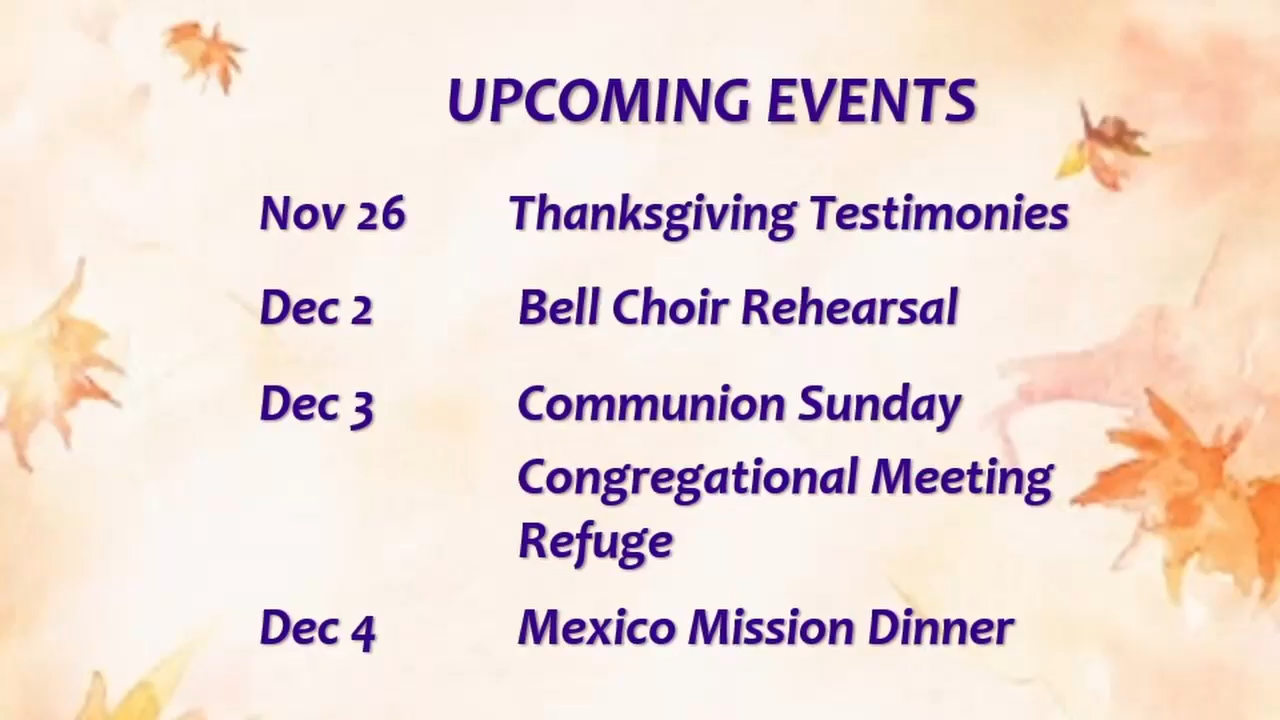 UPCOMING EVENTS
Nov 26 Thanksgiving Testimonies
Dec 2 Bell Choir Rehearsal
Dec 3 Communion Sunday
Congregational Meeting
Refuge
Dec 4 Mexico Mission Dinner